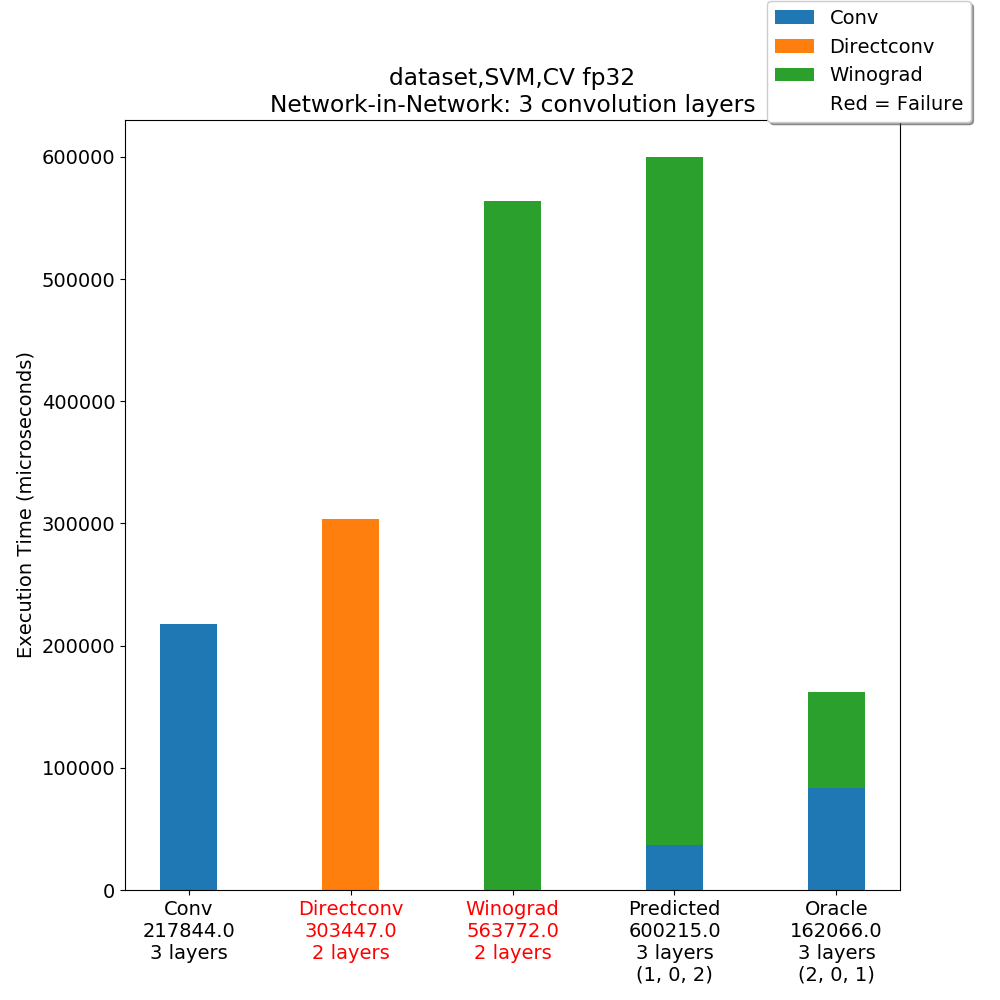 Conv
Directconv
Winograd
Red = Failure
dataset,SVM,CV fp32
Network-in-Network: 3 convolution layers
Execution Time (microseconds)
600000
500000
400000
300000
200000
100000
0
Conv
217844.0
3 layers
Directconv
303447.0
2 layers
Winograd
563772.0
2 layers
Predicted
600215.0
3 layers
(1, 0, 2)
Oracle
162066.0
3 layers
(2, 0, 1)